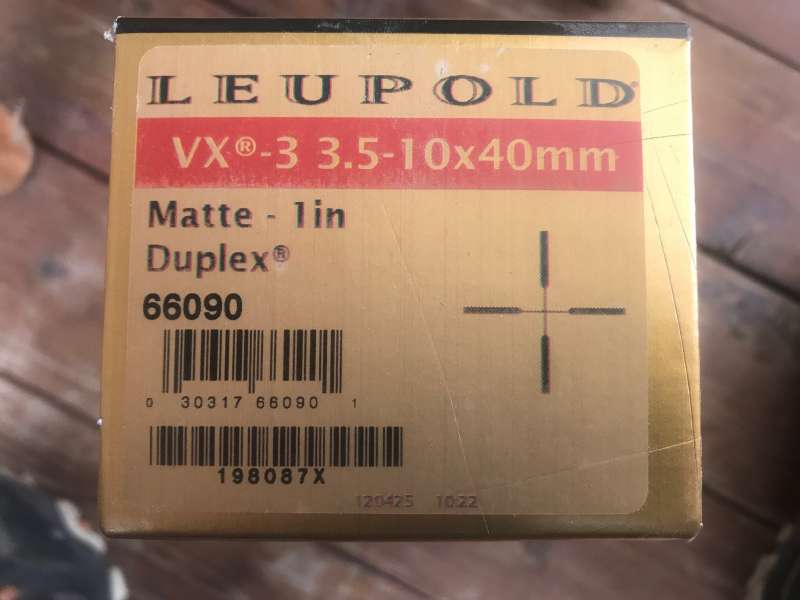 LEUPOLD®
VX®-3 3.5-10x40mm
Matte - 1in
Duplex®
66090
0 30317 66090 1
198087X
120425 10:22